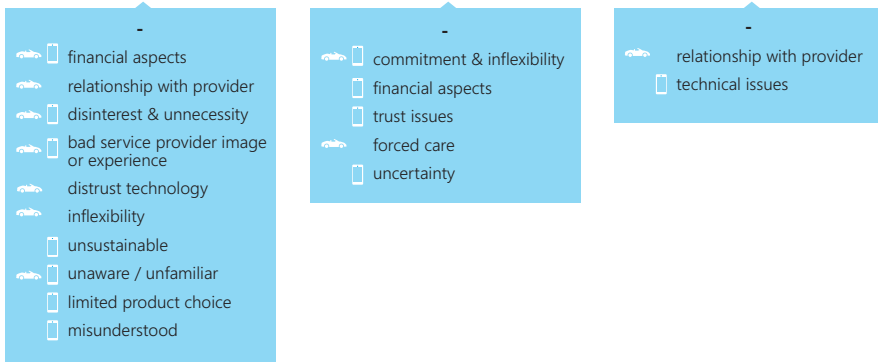 -
financial aspects
relationship with provider
disinterest & unnecessity
bad service provider image
or experience
distrust technology
inflexibility
unsustainable
unaware / unfamiliar
limited product choice
misunderstood
-
commitment & inflexibility
financial aspects
trust issues
forced care
uncertainty
-
relationship with provider
technical issues